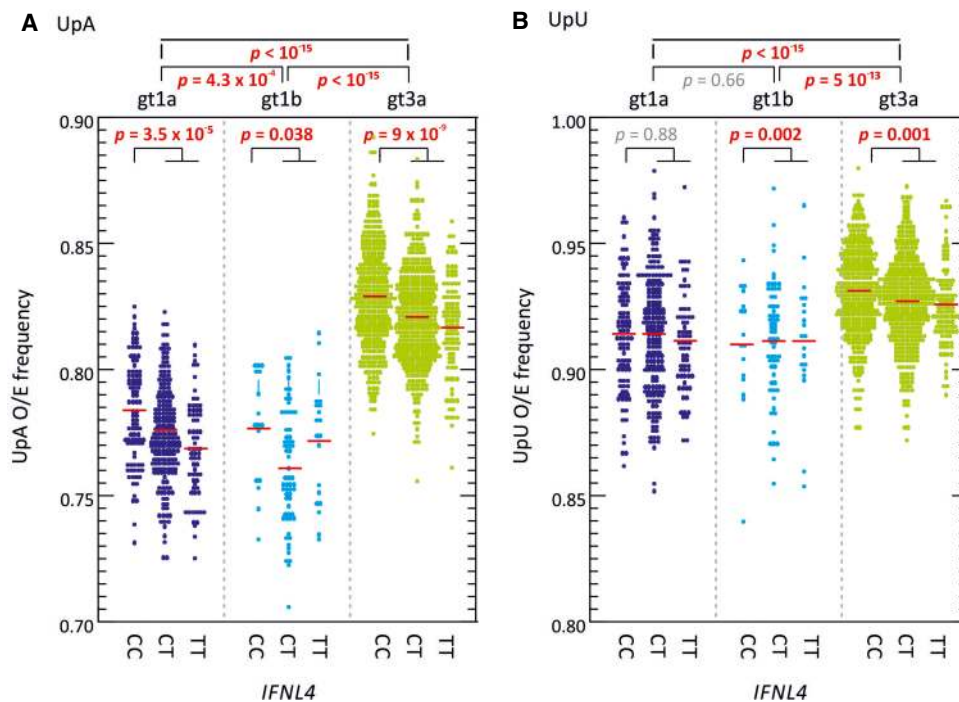 A UpA
p < 10⁻¹⁵
p = 4.3 x 10⁻⁴ p < 10⁻¹⁵
gt1a gt1b gt3a
p = 3.5 x 10⁻⁵ p = 0.038 p = 9 x 10⁻⁹
0.90
0.85
0.80
0.75
0.70
UpA O/E frequency
CC CT TT CC CT TT CC CT TT
IFNL4
B UpU
p < 10⁻¹⁵
p = 0.66 p = 5 10⁻¹³
gt1a gt1b gt3a
p = 0.88 p = 0.002 p = 0.001
1.00
0.95
0.90
0.85
0.80
UpU O/E frequency
CC CT TT CC CT TT CC CT TT
IFNL4